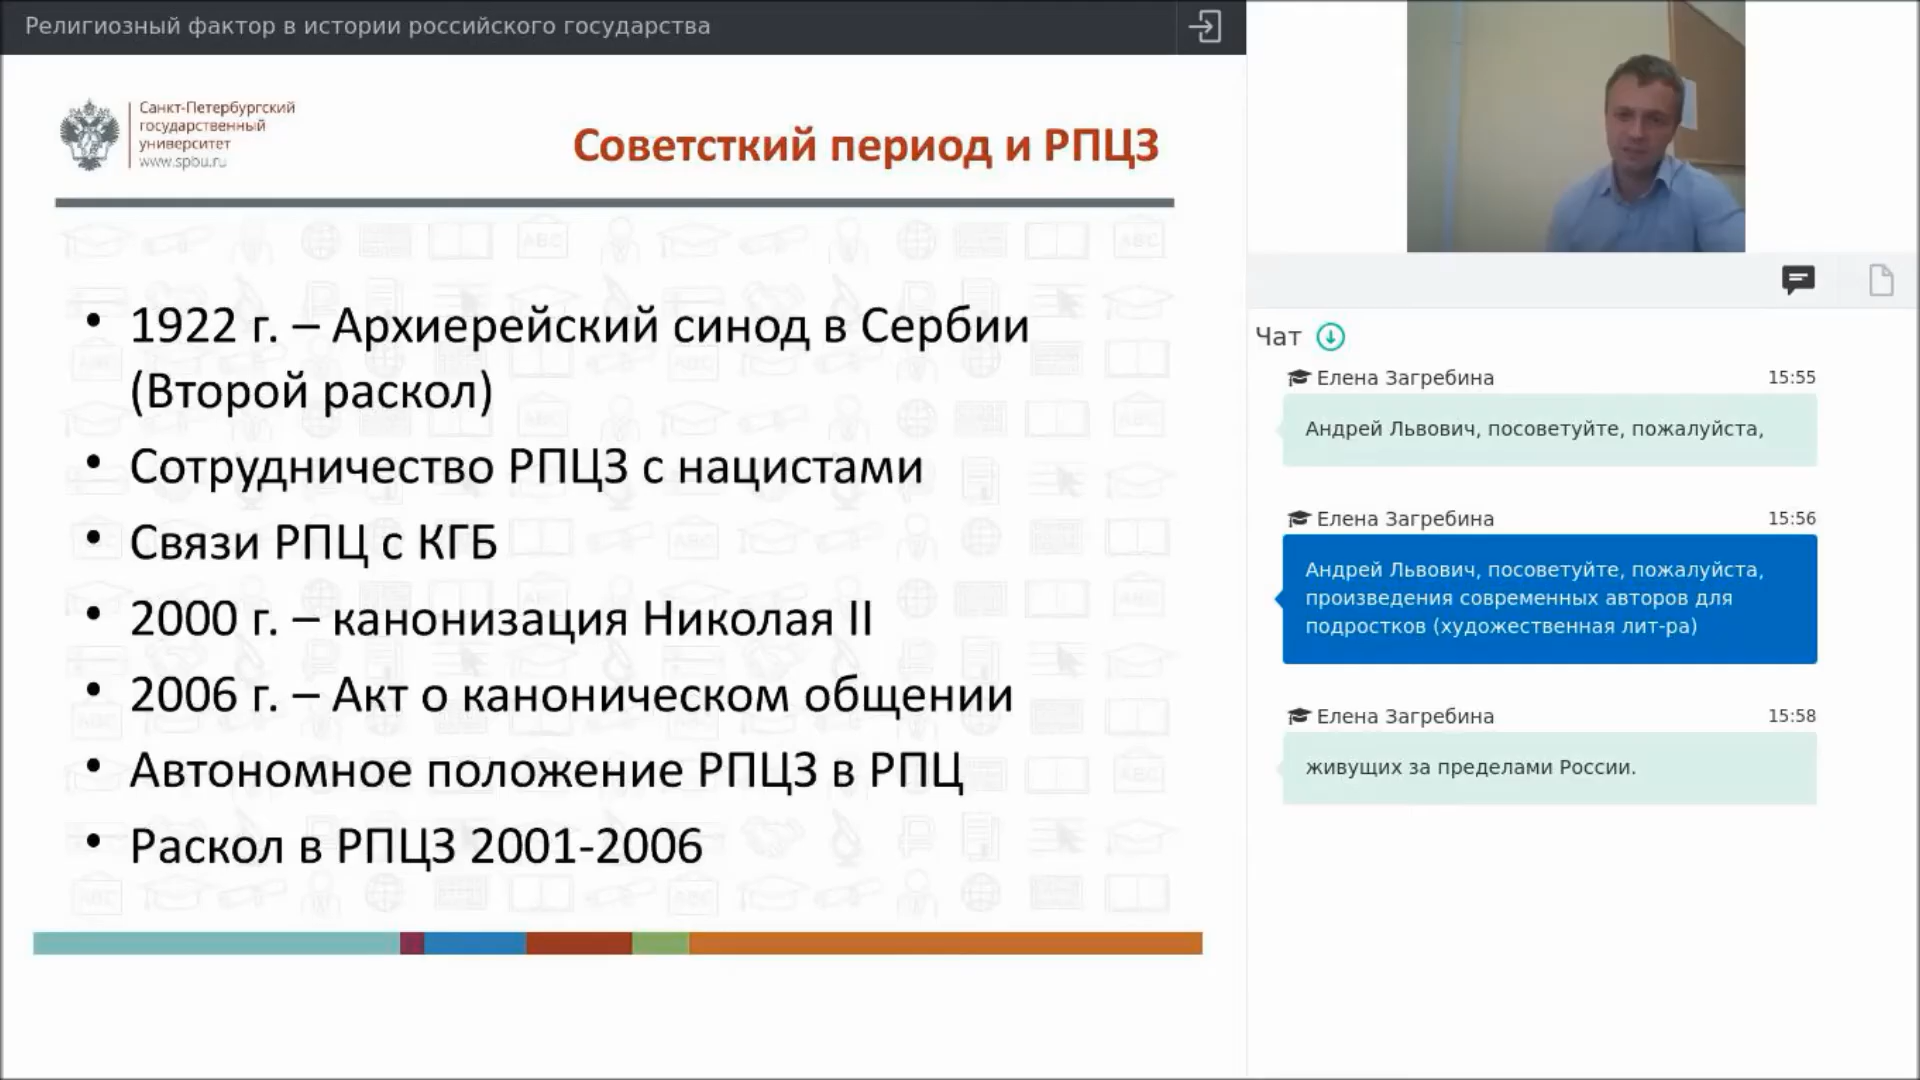 Религиозный фактор в истории российского государства
Санкт-Петербургский
государственный
университет
www.spbu.ru
Советсткий период и РПЦЗ
• 1922 г. – Архиерейский синод в Сербии
(Второй раскол)
• Сотрудничество РПЦЗ с нацистами
• Связи РПЦ с КГБ
• 2000 г. – канонизация Николая II
• 2006 г. – Акт о каноническом общении
• Автономное положение РПЦЗ в РПЦ
• Раскол в РПЦЗ 2001-2006
Чат
Елена Загребина 15:55
Андрей Львович, посоветуйте, пожалуйста,
Елена Загребина 15:56
Андрей Львович, посоветуйте, пожалуйста,
произведения современных авторов для
подростков (художественная лит-ра)
Елена Загребина 15:58
живущих за пределами России.